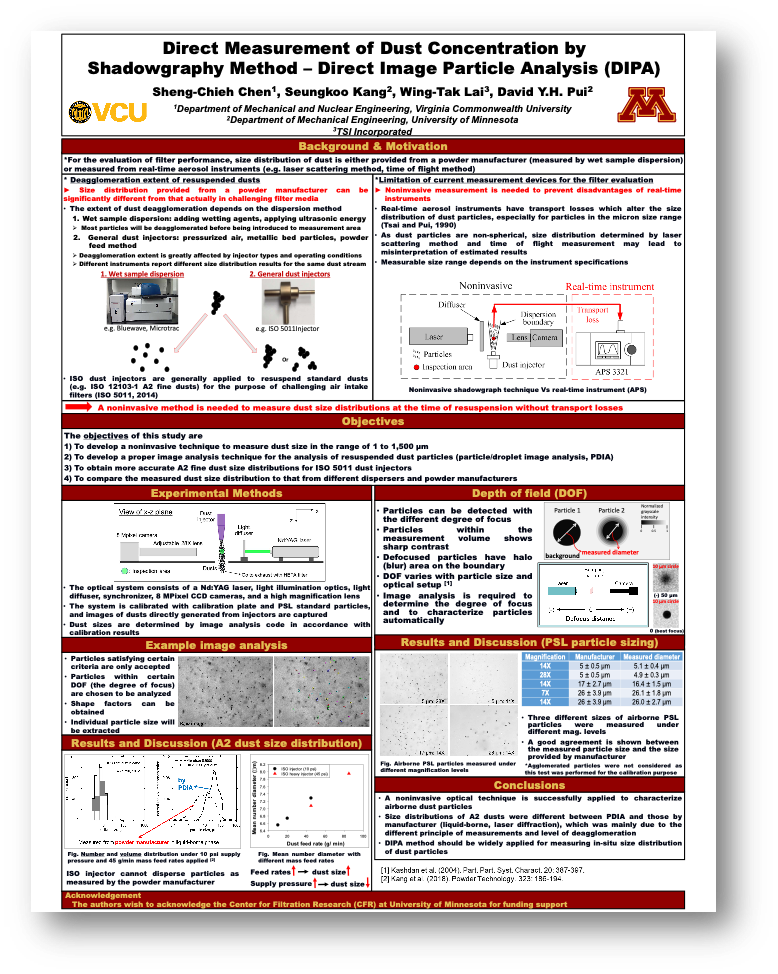 Direct Measurement of Dust Concentration by
Shadowgraphy Method – Direct Image Particle Analysis (DIPA)
Sheng-Chieh Chen1, Seungkoo Kang2, Wing-Tak Lai3, David Y.H. Pui2
1Department of Mechanical and Nuclear Engineering, Virginia Commonwealth University
2Department of Mechanical Engineering, University of Minnesota
3TSI Incorporated
VCU
M
Background & Motivation
*For the evaluation of filter performance, size distribution of dust is either provided from a powder manufacturer (measured by wet sample dispersion)
or measured from real-time aerosol instruments (e.g. laser scattering method, time of flight method)
* Deagglomeration extent of resuspended dusts
► Size distribution provided from a powder manufacturer can be
significantly different from that actually in challenging filter media
• The extent of dust deagglomeration depends on the dispersion method
1. Wet sample dispersion: adding wetting agents, applying ultrasonic energy
➢ Most particles will be deagglomerated before being introduced to measurement area
2. General dust injectors: pressurized air, metallic bed particles, powder
feed method
➢ Deagglomeration extent is greatly affected by injector types and operating conditions
➢ Different instruments report different size distribution results for the same dust stream
1. Wet sample dispersion
2. General dust injectors
e.g. Bluewave, Microtrac
e.g. ISO 5011Injector
Or
• ISO dust injectors are generally applied to resuspend standard dusts
(e.g. ISO 12103-1 A2 fine dusts) for the purpose of challenging air intake
filters (ISO 5011, 2014)
*Limitation of current measurement devices for the filter evaluation
► Noninvasive measurement is needed to prevent disadvantages of real-time
instruments
• Real-time aerosol instruments have transport losses which alter the size
distribution of dust particles, especially for particles in the micron size range
(Tsai and Pui, 1990)
• As dust particles are non-spherical, size distribution determined by laser
scattering method and time of flight measurement may lead to
misinterpretation of estimated results
• Measurable size range depends on the instrument specifications
Noninvasive
Real-time instrument
Diffuser
Dispersion
boundary
Transport
loss
Laser
Lens
Camera
Particles
Inspection area
Dust injector
APS 3321
Noninvasive shadowgraph technique Vs real-time instrument (APS)
A noninvasive method is needed to measure dust size distributions at the time of resuspension without transport losses
Objectives
The objectives of this study are
1) To develop a noninvasive technique to measure dust size in the range of 1 to 1,500 µm
2) To develop a proper image analysis technique for the analysis of resuspended dust particles (particle/droplet image analysis, PDIA)
3) To obtain more accurate A2 fine dust size distributions for ISO 5011 dust injectors
4) To compare the measured dust size distribution to that from different dispersers and powder manufacturers
Experimental Methods
View of x-z plane
Dust
injector
Light
diffuser
8 Mpixel camera
Adjustable 28X lens
Nd:YAG laser
: Inspection area
Dusts
Go to exhaust with HEPA filter
• The optical system consists of a Nd:YAG laser, light illumination optics, light
diffuser, synchronizer, 8 MPixel CCD cameras, and a high magnification lens
• The system is calibrated with calibration plate and PSL standard particles,
and images of dusts directly generated from injectors are captured
• Dust sizes are determined by image analysis code in accordance with
calibration results
Example image analysis
• Particles satisfying certain
criteria are only accepted
• Particles within certain
DOF (the degree of focus)
are chosen to be analyzed
• Shape factors can be
obtained
• Individual particle size will
be extracted
Results and Discussion (A2 dust size distribution)
by
PDIA
Measured from powder manufacturer in liquid-borne phase
Fig. Number and volume distribution under 10 psi supply
pressure and 45 g/min mass feed rates applied [2]
ISO injector cannot disperse particles as
measured by the powder manufacturer
ISO injector (10 psi)
ISO heavy injector (45 psi)
Dust feed rate (g/ min)
Fig. Mean number diameter with
different mass feed rates
Feed rates → dust size
Supply pressure → dust size
Depth of field (DOF)
• Particles can be detected with
the different degree of focus
• Particles within the
measurement volume shows
sharp contrast
• Defocused particles have halo
(blur) area on the boundary
• DOF varies with particle size and
optical setup [1]
• Image analysis is required to
determine the degree of focus
and to characterize particles
automatically
Particle 1
Particle 2
Normalized
grayscale
intensity
background
measured diameter
Camera
(-)
0
(+)
Defocus distance
(-) 50 µm
0 (best focus)
Results and Discussion (PSL particle sizing)
Fig. Airborne PSL particles measured under
different magnification levels
Magnification Manufacturer Measured diameter
14X 5 ± 0.5 µm 5.1 ± 0.4 µm
28X 5 ± 0.5 µm 4.9 ± 0.3 µm
14X 17 ± 2.7 µm 16.4 ± 1.5 µm
7X 26 ± 3.9 µm 26.1 ± 1.8 µm
14X 26 ± 3.9 µm 26.0 ± 2.7 µm
• Three different sizes of airborne PSL
particles were measured under
different mag. levels
• A good agreement is shown between
the measured particle size and the size
provided by manufacturer
*Agglomerated particles were not considered as
this test was performed for the calibration purpose
Conclusions
• A noninvasive optical technique is successfully applied to characterize
airborne dust particles
• Size distributions of A2 dusts were different between PDIA and those by
manufacturer (liquid-borne, laser diffraction), which was mainly due to the
different principle of measurements and level of deagglomeration
• DIPA method should be widely applied for measuring in-situ size distribution
of dust particles
[1] Kashdan et al. (2004). Part. Part. Syst. Charact. 20: 387-397.
[2] Kang et al. (2018). Powder Technology. 323: 186-194.
Acknowledgement
The authors wish to acknowledge the Center for Filtration Research (CFR) at University of Minnesota for funding support